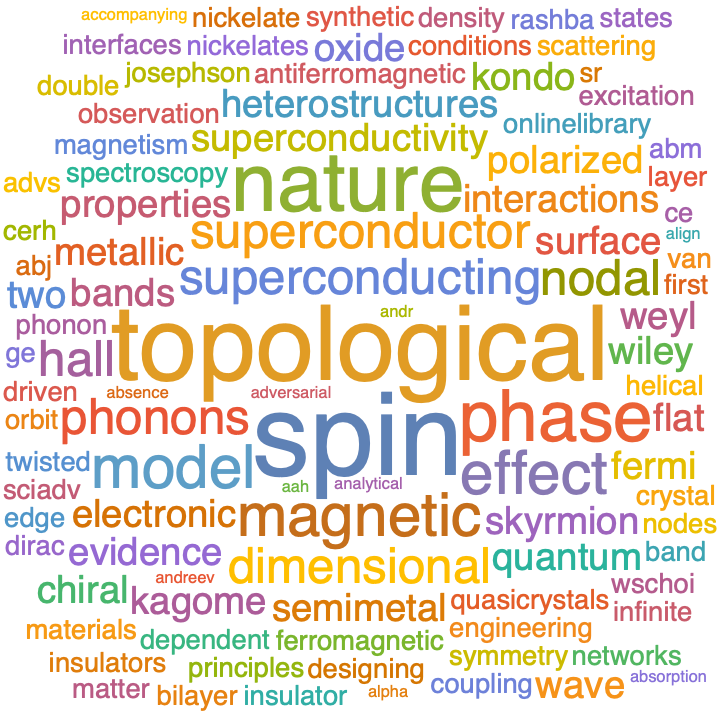 accompanying nickelate synthetic density rashba states
interfaces nickelates oxide conditions scattering
double josephson antiferromagnetic kondo sr
observation heterostructures excitation
magnetism superconductivity onlinelibrary
advs spectroscopy nature polarized abm
properties interactions layer
cerh superconductor ce
abj metallic surface align
two bands superconducting nodal van
first
phonon andr weyl
ge hall topological wiley
driven absence adversarial helical
orbit phonons spin phase flat
twisted model effect fermi
sciadv aah analytical crystal
edge electronic magnetic skyrmion nodes
dirac evidence dimensional quantum band
chiral andreev wschoi
kagome semimetal quasicrystals infinite
materials dependent ferromagnetic engineering
insulators principles designing symmetry networks
matter bilayer insulator alpha coupling wave absorption